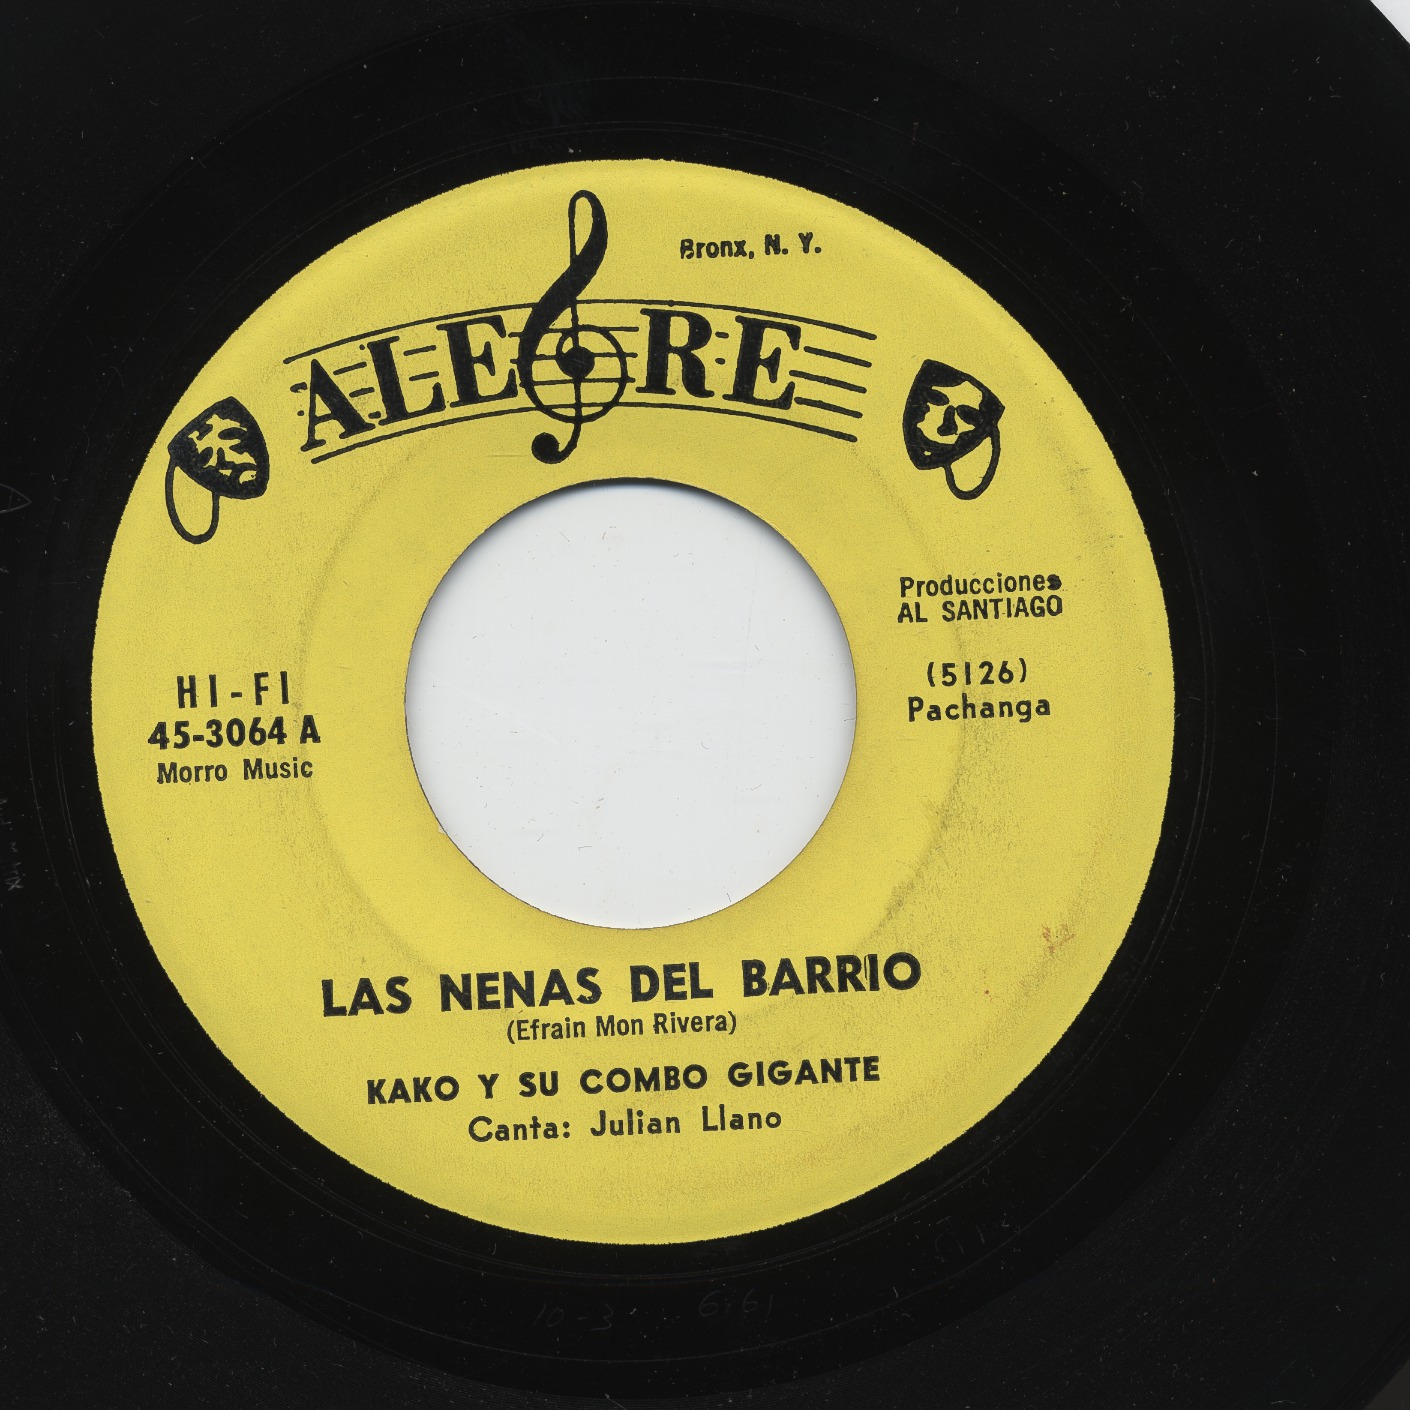 Bronx, N. Y.
ALEGRE
Producciones
AL SANTIAGO
(5126)
Pachanga
HI-FI
45-3064 A
Morro Music
LAS NENAS DEL BARRIO
(Efrain Mon Rivera)
KAKO Y SU COMBO GIGANTE
Canta: Julian Llano